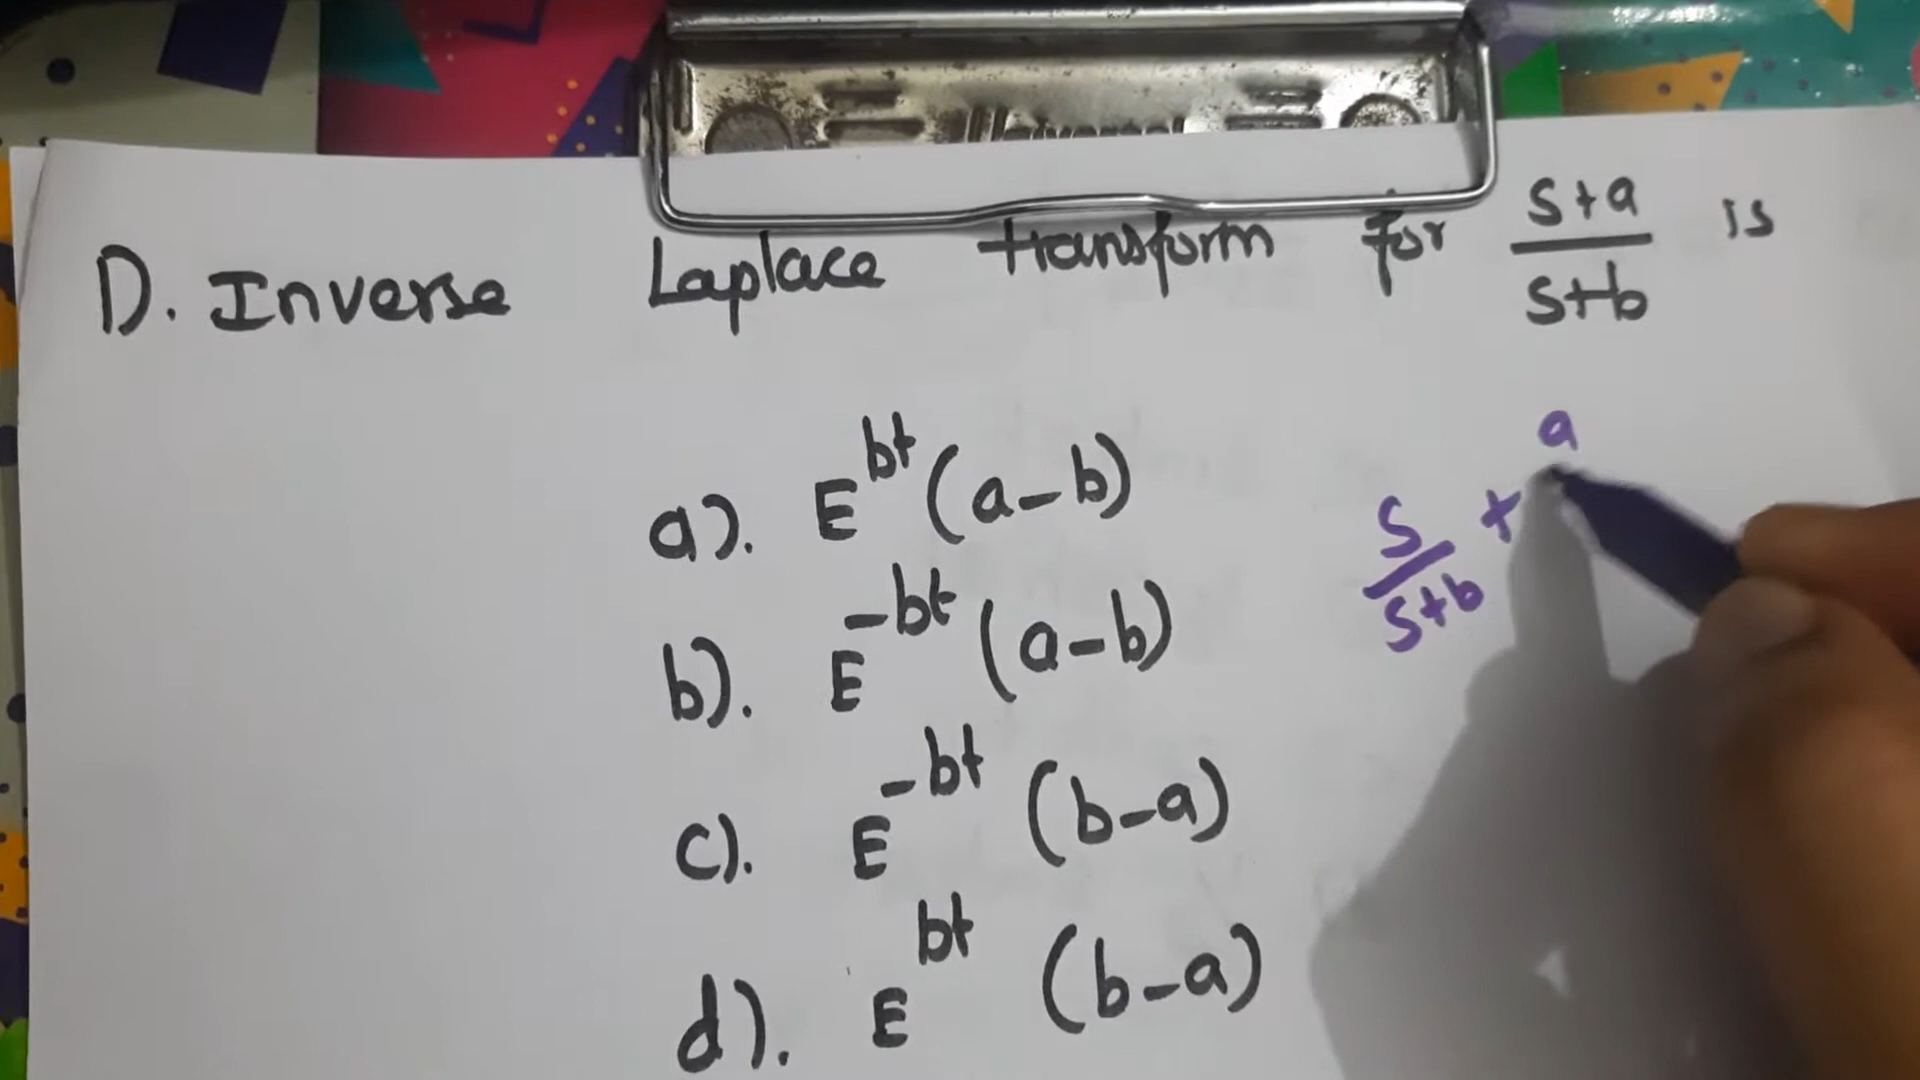 D. Inverse Laplace transform for s+a/s+b is
a). E^bt (a-b)
b). E^-bt (a-b)
c). E^-bt (b-a)
d). E^bt (b-a)
s/s+b + a